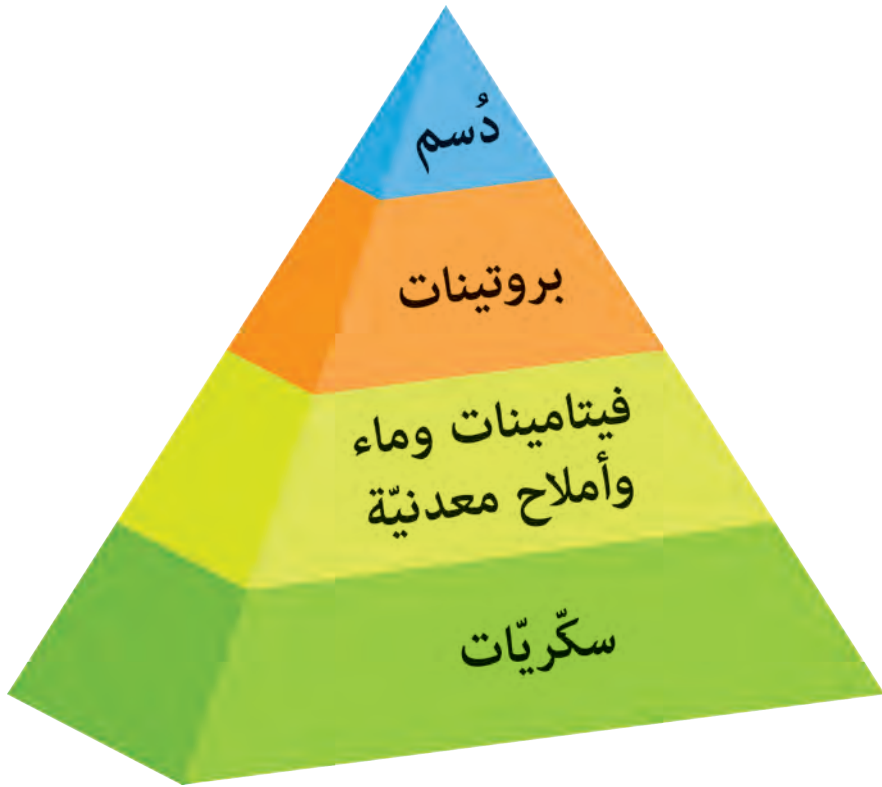 دُسم
بروتينات
فيتامينات وماء
وأملاح معدنيّة
سكّريّات